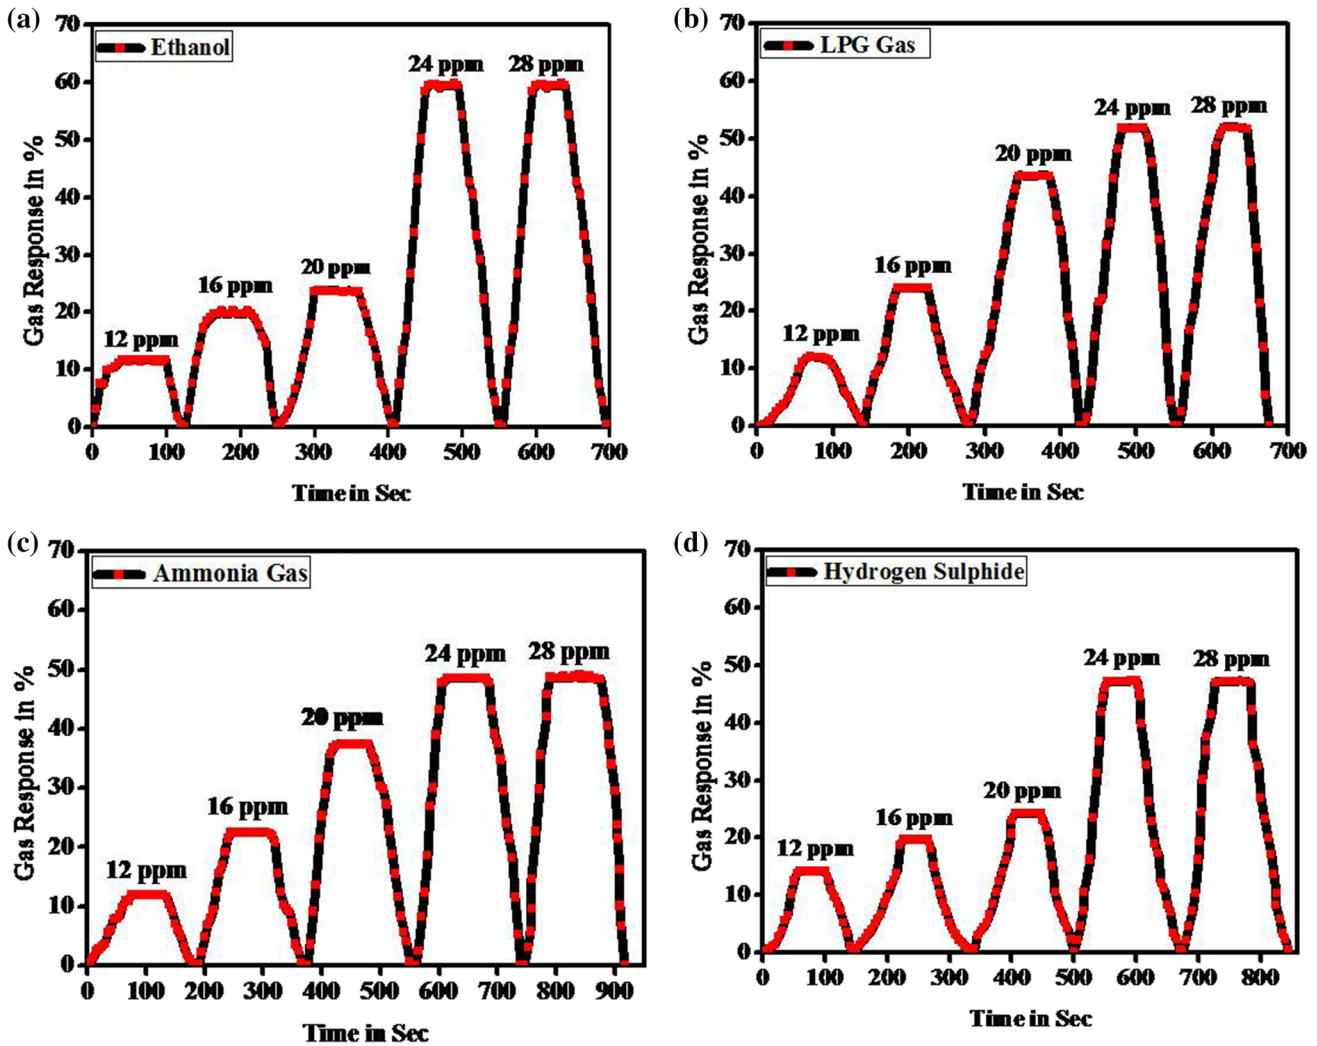 (a)
Ethanol
Gas Response in %
70
60
50
40
30
20
10
0
12 ppm
16 ppm
20 ppm
24 ppm
28 ppm
0 100 200 300 400 500 600 700
Time in Sec
(b)
LPG Gas
Gas Response in %
70
60
50
40
30
20
10
0
12 ppm
16 ppm
20 ppm
24 ppm
28 ppm
0 100 200 300 400 500 600 700
Time in Sec
(c)
Ammonia Gas
Gas Response in %
70
60
50
40
30
20
10
0
12 ppm
16 ppm
20 ppm
24 ppm
28 ppm
0 100 200 300 400 500 600 700 800 900
Time in Sec
(d)
Hydrogen Sulphide
Gas Response in %
70
60
50
40
30
20
10
0
12 ppm
16 ppm
20 ppm
24 ppm
28 ppm
0 100 200 300 400 500 600 700 800
Time in Sec